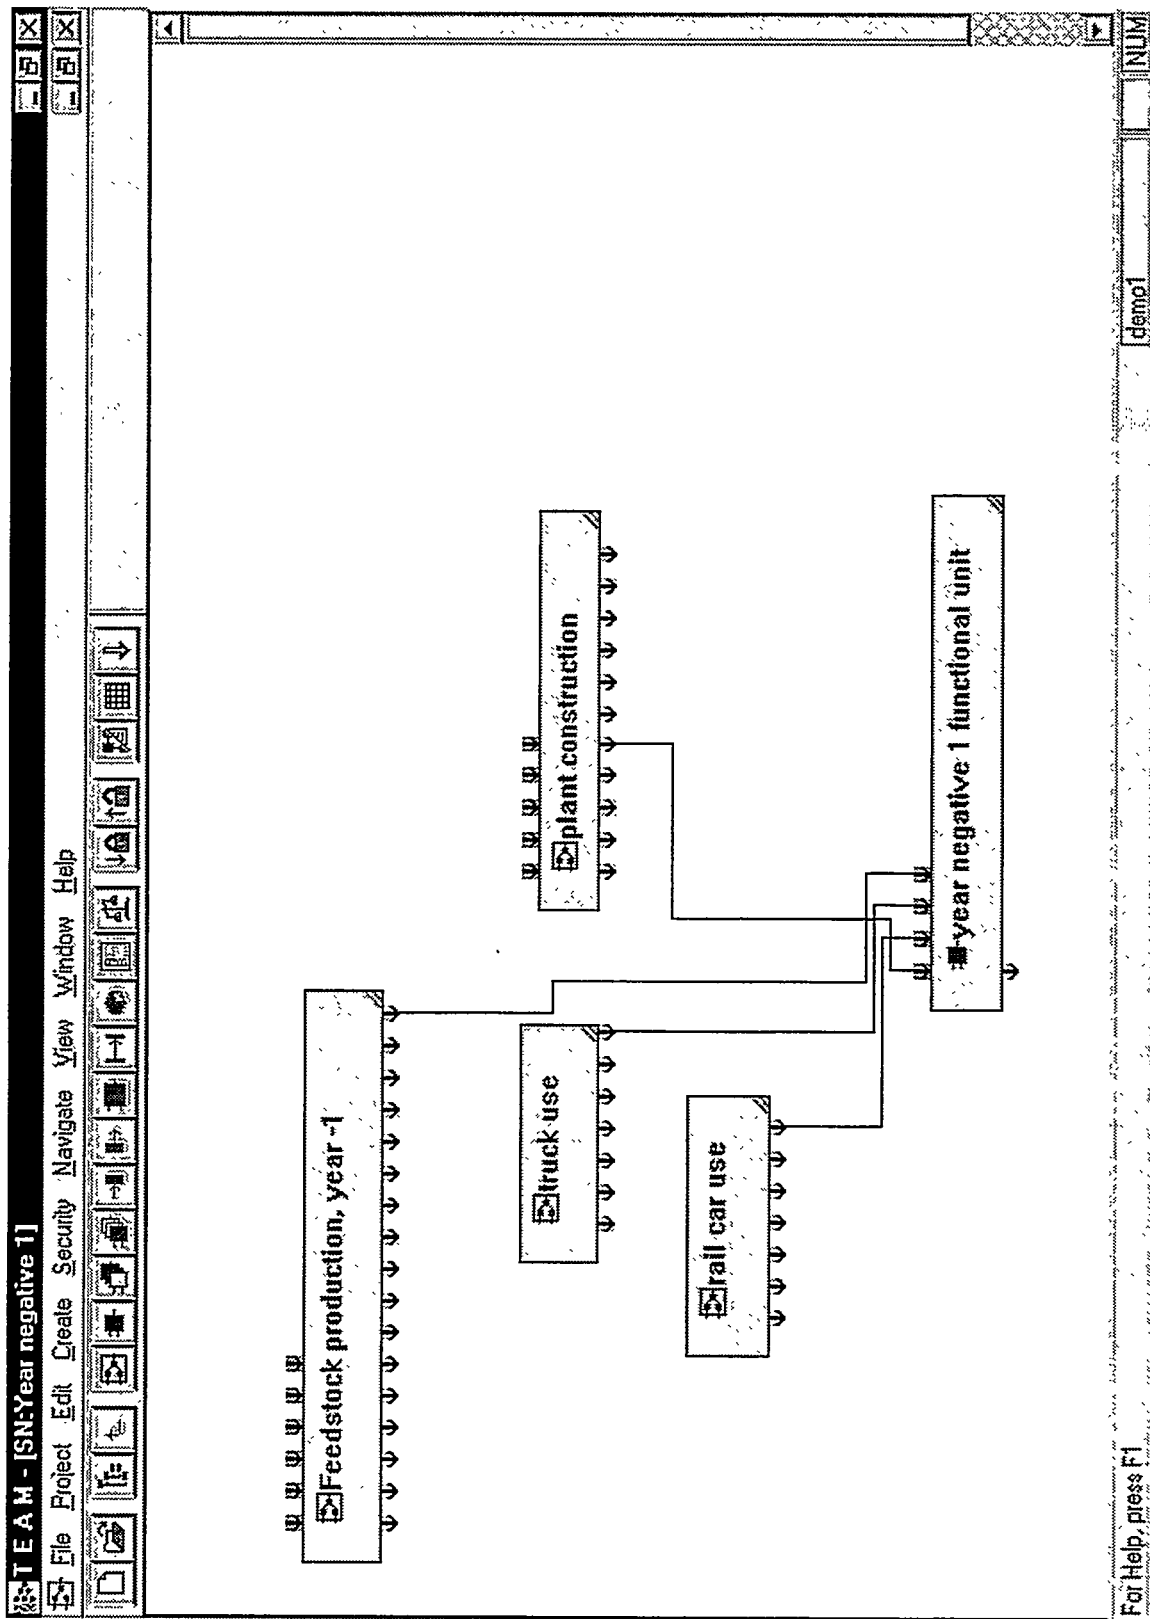 T E A M - [SN:Year negative 1]
File Project Edit Create Security Navigate View Window Help
Feedstock production, year -1
plant construction
truck use
rail car use
year negative 1 functional unit
For Help, press F1
demo1
NUM